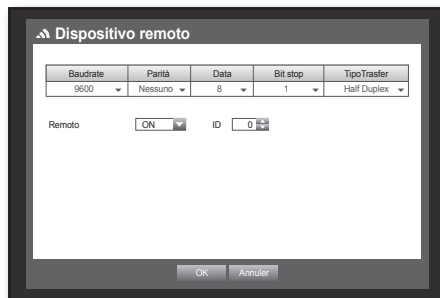 Dispositivo remoto
Baudrate Parità Data Bit stop TipoTrasfer
9600 Nessuno 8 1 Half Duplex
Remoto ON ID 0
OK Annuler